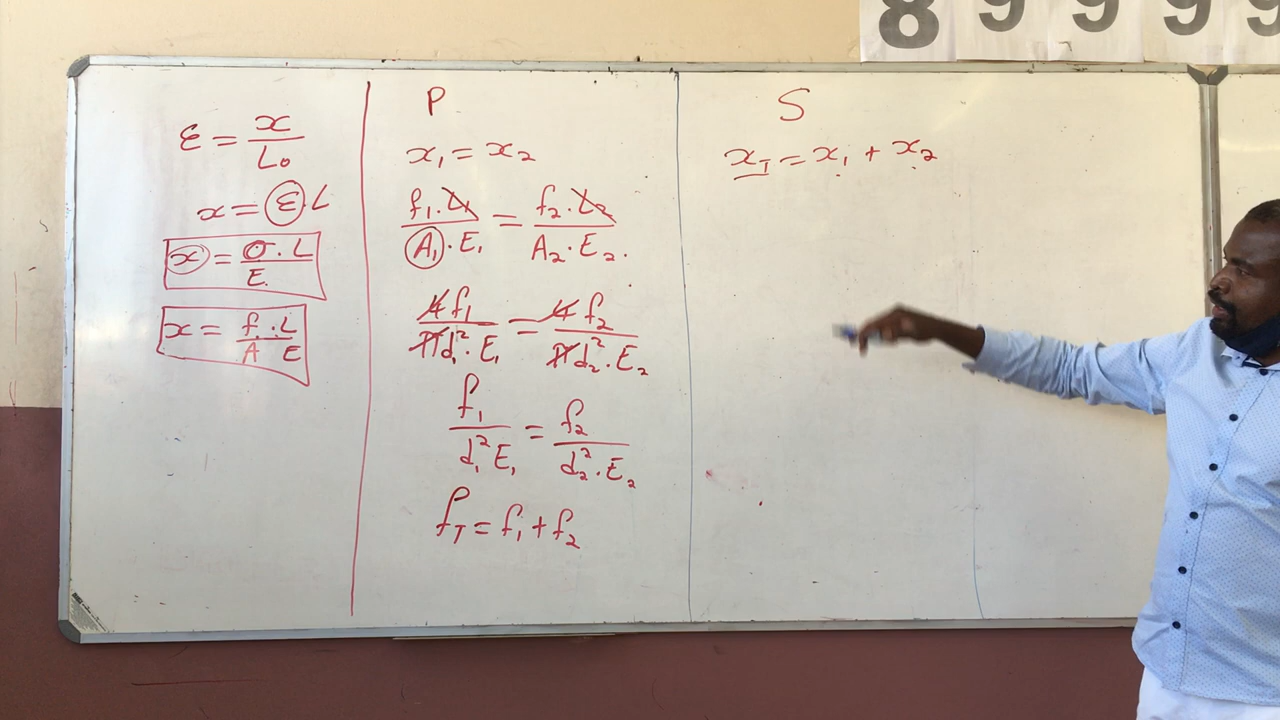 8 9 9 9 9
ε = x/L₀
x = ε.L
x = σ.L/E.
x = f.L/A E
P
x₁ = x₂
f₁.L₁/A₁.E₁ = f₂.L₂/A₂.E₂.
4f₁/πd₁².E₁ = 4f₂/πd₂².E₂
f₁/d₁²E₁ = f₂/d₂².E₂
f_T = f₁ + f₂
S
x_T = x₁ + x₂